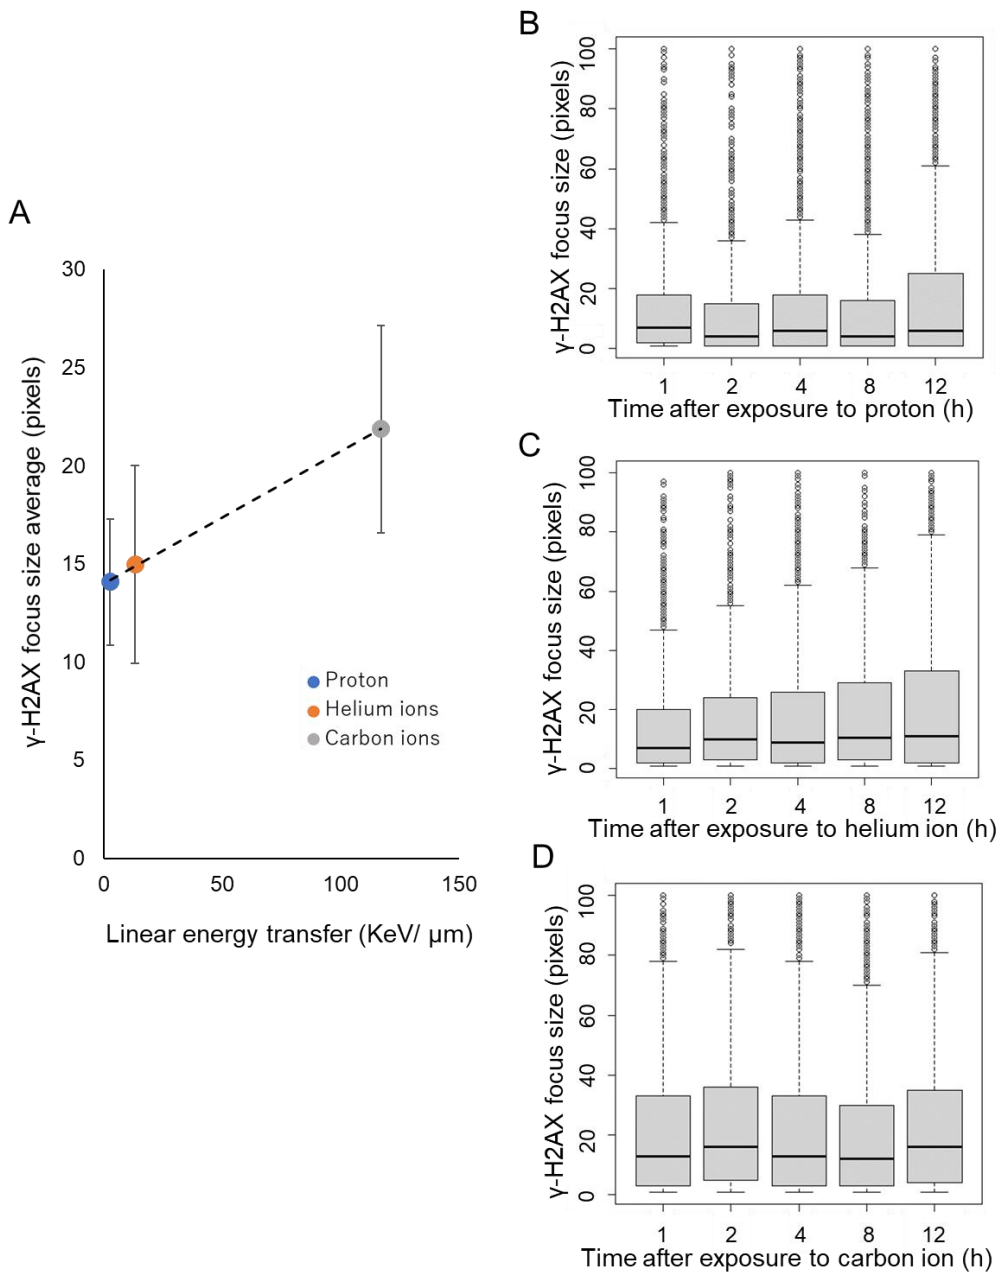 A
γ-H2AX focus size average (pixels)
30
25
20
15
10
5
0
0 50 100 150
Linear energy transfer (KeV/ μm)
Proton
Helium ions
Carbon ions
B
γ-H2AX focus size (pixels)
100
80
60
40
20
0
1 2 4 8 12
Time after exposure to proton (h)
C
γ-H2AX focus size (pixels)
100
80
60
40
20
0
1 2 4 8 12
Time after exposure to helium ion (h)
D
γ-H2AX focus size (pixels)
100
80
60
40
20
0
1 2 4 8 12
Time after exposure to carbon ion (h)